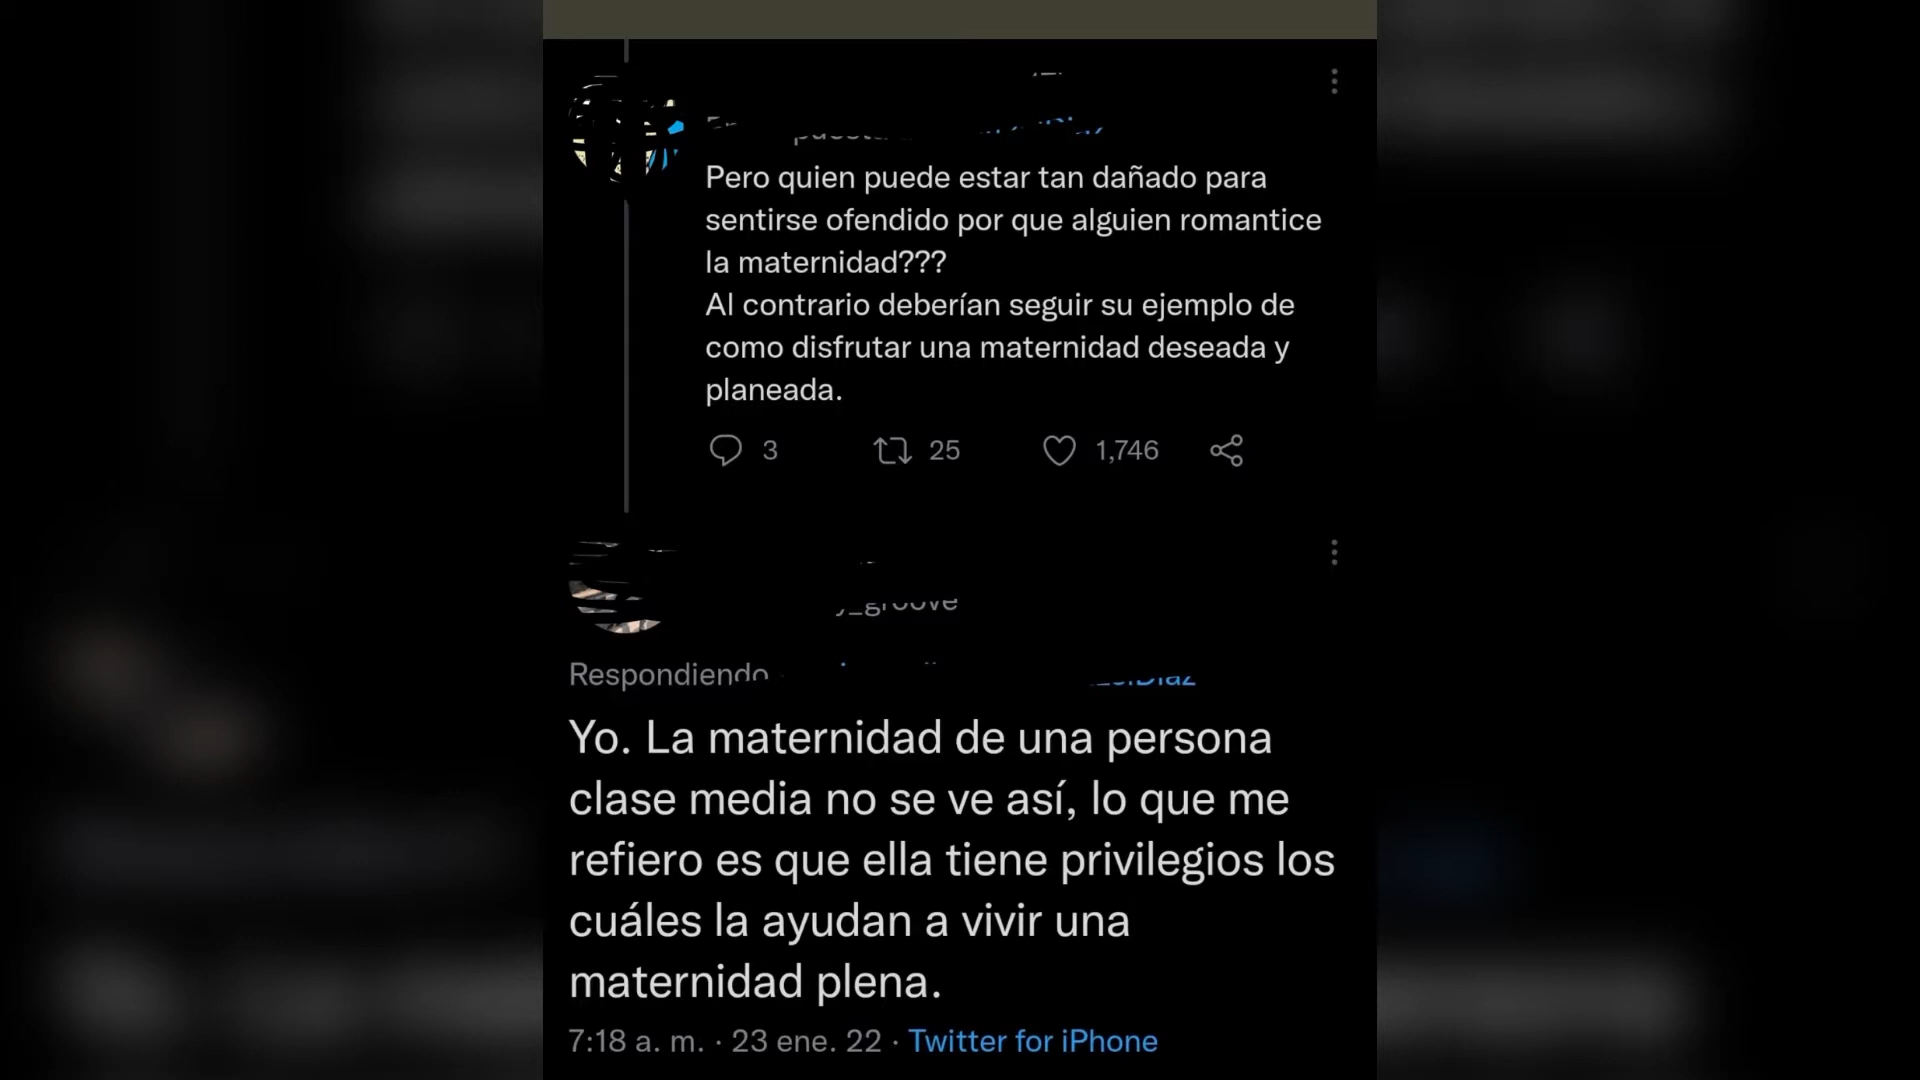 Pero quien puede estar tan dañado para
sentirse ofendido por que alguien romantice
la maternidad???
Al contrario deberían seguir su ejemplo de
como disfrutar una maternidad deseada y
planeada.
3 25 1,746
Respondiendo
Yo. La maternidad de una persona
clase media no se ve así, lo que me
refiero es que ella tiene privilegios los
cuáles la ayudan a vivir una
maternidad plena.
7:18 a. m. · 23 ene. 22 · Twitter for iPhone